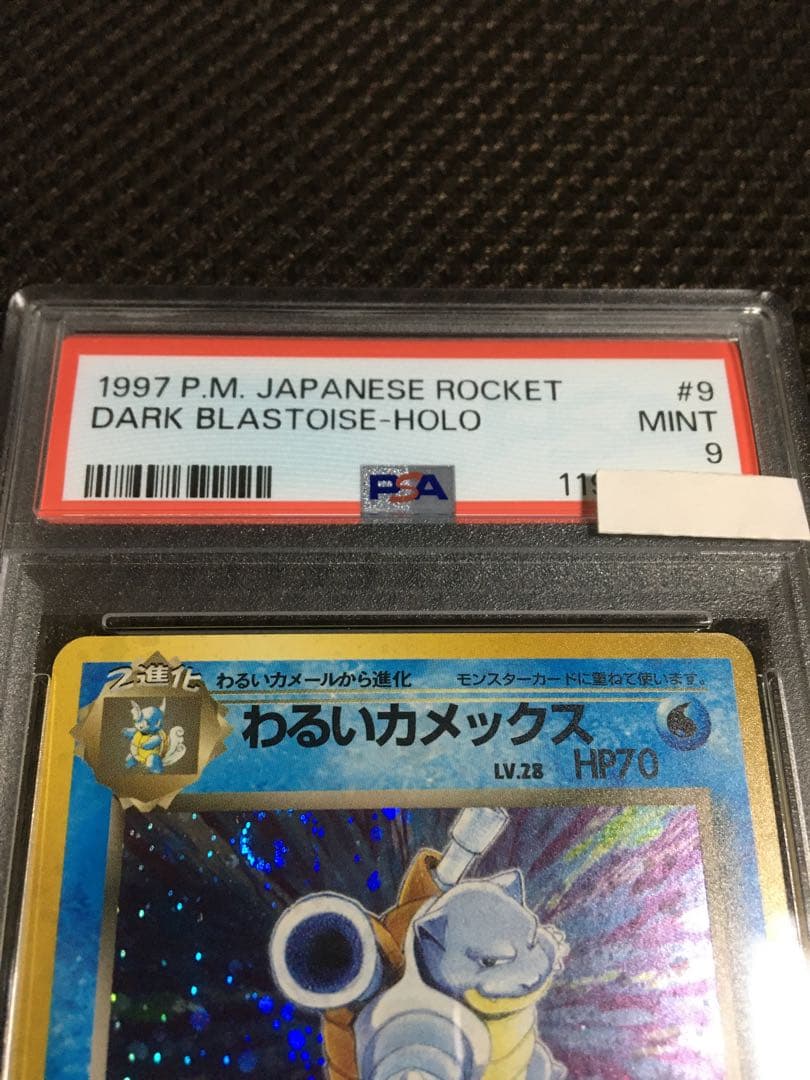 1997 P.M. JAPANESE ROCKET #9
DARK BLASTOISE-HOLO MINT
9
PSA
119
2進化 わるいカメールから進化 モンスターカードに重ねて使います。
わるいカメックス
LV.28 HP70